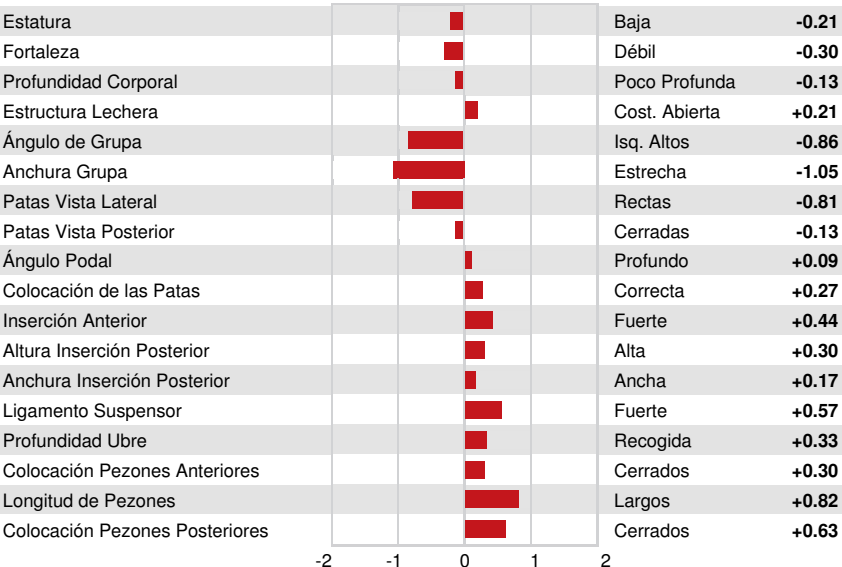 Estatura Baja -0.21
Fortaleza Débil -0.30
Profundidad Corporal Poco Profunda -0.13
Estructura Lechera Cost. Abierta +0.21
Ángulo de Grupa Isq. Altos -0.86
Anchura Grupa Estrecha -1.05
Patas Vista Lateral Rectas -0.81
Patas Vista Posterior Cerradas -0.13
Ángulo Podal Profundo +0.09
Colocación de las Patas Correcta +0.27
Inserción Anterior Fuerte +0.44
Altura Inserción Posterior Alta +0.30
Anchura Inserción Posterior Ancha +0.17
Ligamento Suspensor Fuerte +0.57
Profundidad Ubre Recogida +0.33
Colocación Pezones Anteriores Cerrados +0.30
Longitud de Pezones Largos +0.82
Colocación Pezones Posteriores Cerrados +0.63
-2 -1 0 1 2